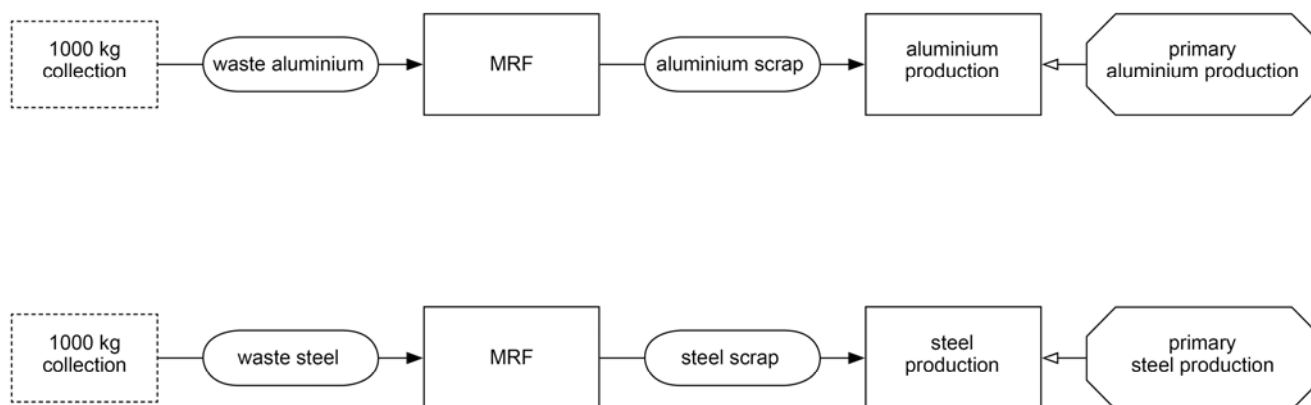 1000 kg
collection
waste aluminium
MRF
aluminium scrap
aluminium
production
primary
aluminium production
1000 kg
collection
waste steel
MRF
steel scrap
steel
production
primary
steel production